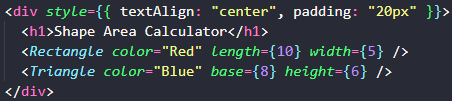 <div style={{ textAlign: "center", padding: "20px" }}>
<h1>Shape Area Calculator</h1>
<Rectangle color="Red" length={10} width={5} />
<Triangle color="Blue" base={8} height={6} />
</div>